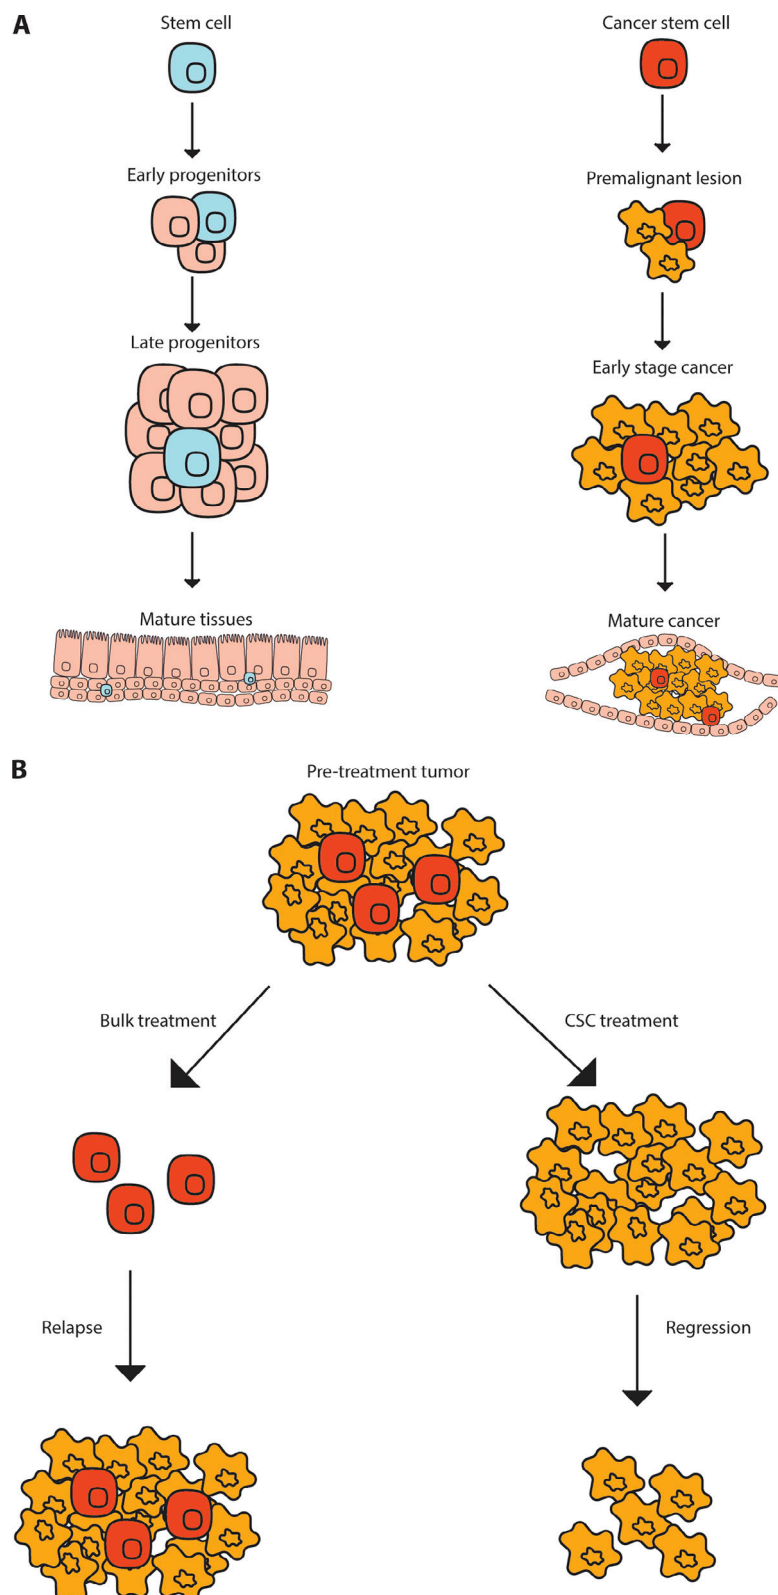 A
Stem cell
Cancer stem cell
Early progenitors
Premalignant lesion
Late progenitors
Early stage cancer
Mature tissues
Mature cancer
B
Pre-treatment tumor
Bulk treatment
CSC treatment
Relapse
Regression